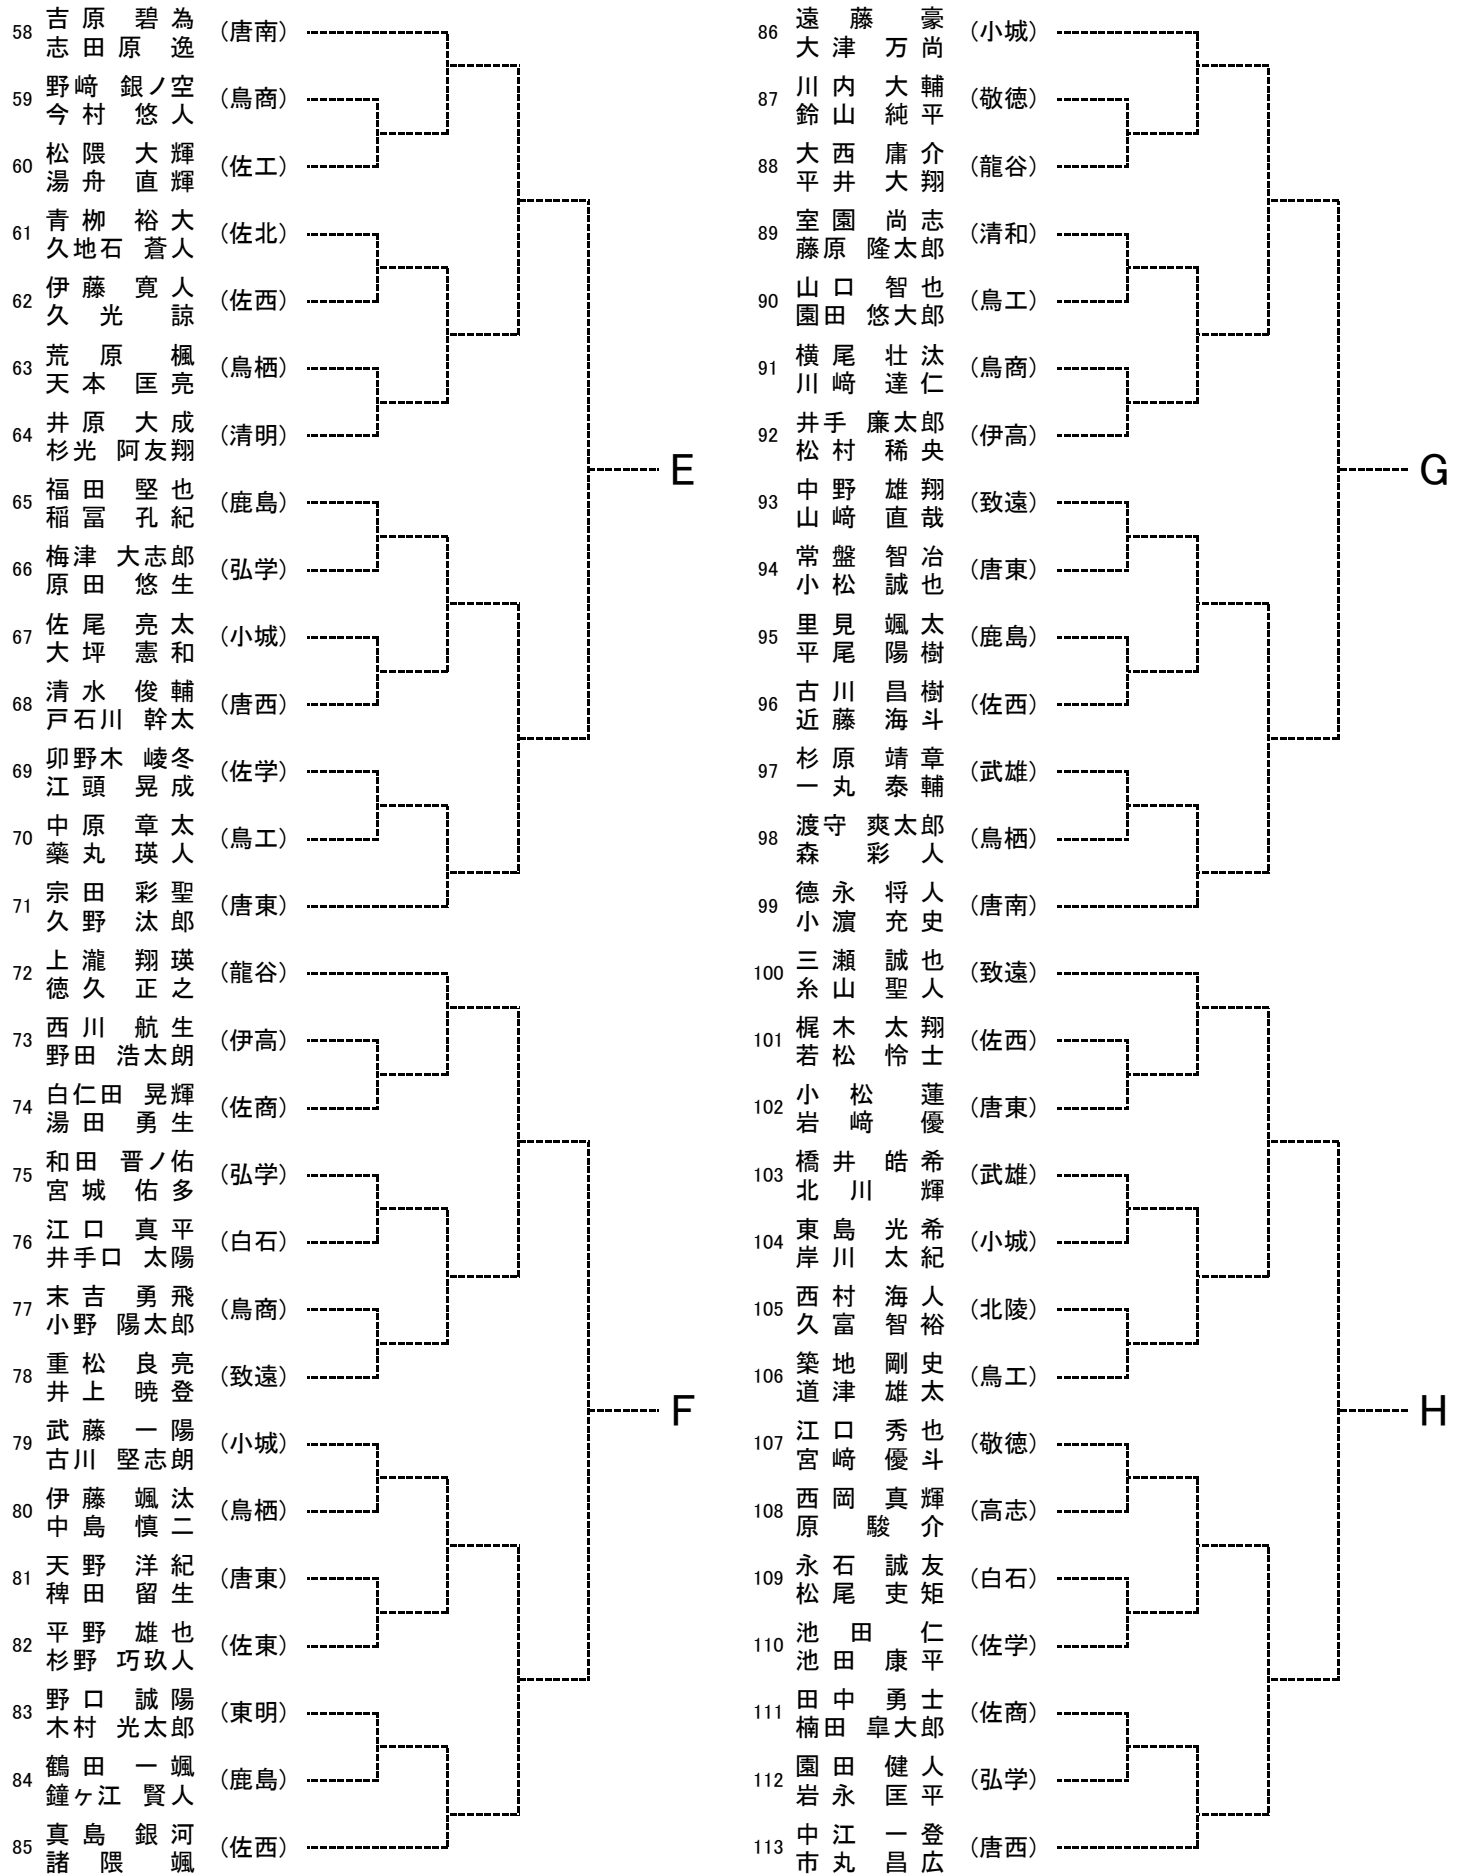 吉原 碧為
58 (唐南)
志田原 逸
野﨑 銀ノ空
59 (鳥商)
今村 悠人
松隈 大輝
60 (佐工)
湯舟 直輝
青栁 裕大
61 (佐北)
久地石 蒼人
伊藤 寛人
62 (佐西)
久光 諒
荒原 楓
63 (鳥栖)
天本 匡亮
井原 大成
64 (清明)
杉光 阿友翔
E
福田 堅也
65 (鹿島)
稲冨 孔紀
梅津 大志郎
66 (弘学)
原田 悠生
佐尾 亮太
67 (小城)
大坪 憲和
清水 俊輔
68 (唐西)
戸石川 幹太
卯野木 崚冬
69 (佐学)
江頭 晃成
中原 章太
70 (鳥工)
藥丸 瑛人
宗田 彩聖
71 (唐東)
久野 汰郎
上瀧 翔瑛
72 (龍谷)
徳久 正之
西川 航生
73 (伊高)
野田 浩太朗
白仁田 晃輝
74 (佐商)
湯田 勇生
和田 晋ノ佑
75 (弘学)
宮城 佑多
江口 真平
76 (白石)
井手口 太陽
末吉 勇飛
77 (鳥商)
小野 陽太郎
重松 良亮
78 (致遠)
井上 暁登
F
武藤 一陽
79 (小城)
古川 堅志朗
伊藤 颯汰
80 (鳥栖)
中島 慎二
天野 洋紀
81 (唐東)
稗田 留生
平野 雄也
82 (佐東)
杉野 巧玖人
野口 誠陽
83 (東明)
木村 光太郎
鶴田 一颯
84 (鹿島)
鐘ヶ江 賢人
真島 銀河
85 (佐西)
諸隈 颯
遠藤 豪
86 (小城)
大津 万尚
川内 大輔
87 (敬徳)
鈴山 純平
大西 庸介
88 (龍谷)
平井 大翔
室園 尚志
89 (清和)
藤原 隆太郎
山口 智也
90 (鳥工)
園田 悠大郎
横尾 壮汰
91 (鳥商)
川﨑 達仁
井手 廉太郎
92 (伊高)
松村 稀央
G
中野 雄翔
93 (致遠)
山﨑 直哉
常盤 智冶
94 (唐東)
小松 誠也
里見 颯太
95 (鹿島)
平尾 陽樹
古川 昌樹
96 (佐西)
近藤 海斗
杉原 靖章
97 (武雄)
一丸 泰輔
渡守 爽太郎
98 (鳥栖)
森 彩人
德永 将人
99 (唐南)
小濵 充史
三瀬 誠也
100 (致遠)
糸山 聖人
梶木 太翔
101 (佐西)
若松 怜士
小松 蓮
102 (唐東)
岩﨑 優
橋井 皓希
103 (武雄)
北川 輝
東島 光希
104 (小城)
岸川 太紀
西村 海人
105 (北陵)
久富 智裕
築地 剛史
106 (鳥工)
道津 雄太
H
江口 秀也
107 (敬徳)
宮﨑 優斗
西岡 真輝
108 (高志)
原 駿介
永石 誠友
109 (白石)
松尾 吏矩
池田 仁
110 (佐学)
池田 康平
田中 勇士
111 (佐商)
楠田 皐大郎
園田 健人
112 (弘学)
岩永 匡平
中江 一登
113 (唐西)
市丸 昌広